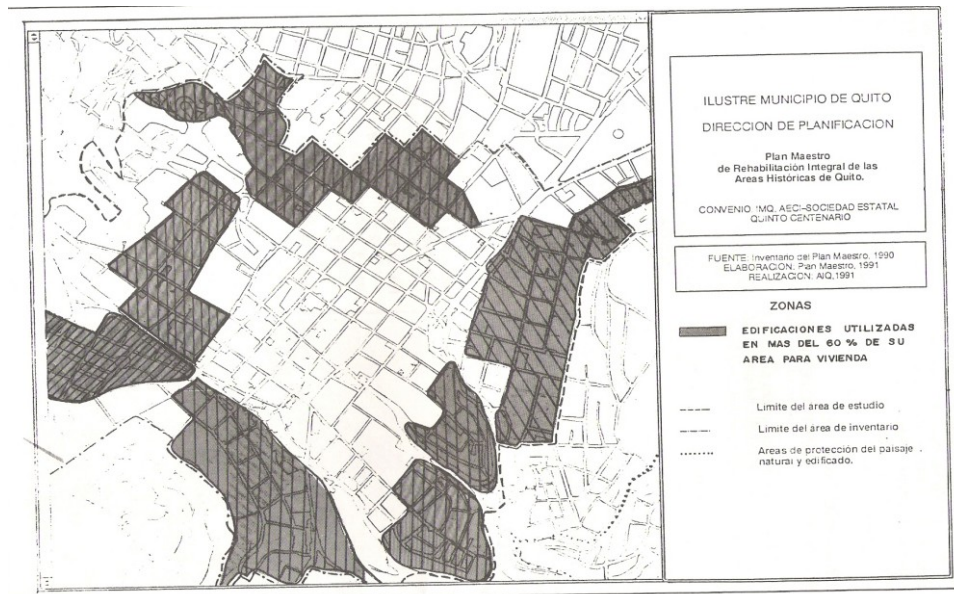 ILUSTRE MUNICIPIO DE QUITO
DIRECCION DE PLANIFICACION
Plan Maestro
de Rehabilitación Integral de las
Areas Históricas de Quito.
CONVENIO: IMQ, AECI-SOCIEDAD ESTATAL
QUINTO CENTENARIO
FUENTE: Inventario del Plan Maestro, 1990
ELABORACION: Plan Maestro, 1991
REALIZACION: AIQ,1991
ZONAS
EDIFICACIONES UTILIZADAS
EN MAS DEL 60 % DE SU
AREA PARA VIVIENDA
Limite del area de estudio
Limite del área de inventario
Areas de protección del paisaje
natural y edificado.